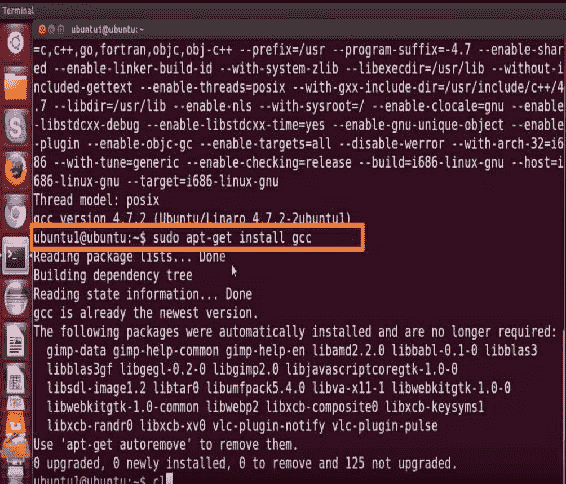 Terminal
ubuntu1@ubuntu: ~
=c,c++,go,fortran,objc,obj-c++ --prefix=/usr --program-suffix=-4.7 --enable-shar
ed --enable-linker-build-id --with-system-zlib --libexecdir=/usr/lib --without-i
ncluded-gettext --enable-threads=posix --with-gxx-include-dir=/usr/include/c++/4
.7 --libdir=/usr/lib --enable-nls --with-sysroot=/ --enable-clocale=gnu --enable
-libstdcxx-debug --enable-libstdcxx-time=yes --enable-gnu-unique-object --enable
-plugin --enable-objc-gc --enable-targets=all --disable-werror --with-arch-32=i6
86 --with-tune=generic --enable-checking=release --build=i686-linux-gnu --host=i
686-linux-gnu --target=i686-linux-gnu
Thread model: posix
gcc version 4.7.2 (Ubuntu/Linaro 4.7.2-2ubuntu1)
ubuntu1@ubuntu:~$ sudo apt-get install gcc
Reading package lists... Done
Building dependency tree
Reading state information... Done
gcc is already the newest version.
The following packages were automatically installed and are no longer required:
gimp-data gimp-help-common gimp-help-en libamd2.2.0 libbabl-0.1-0 libblas3
libblas3gf libgegl-0.2-0 libgimp2.0 libjavascriptcoregtk-1.0-0
libsdl-image1.2 libtar0 libumfpack5.4.0 libva-x11-1 libwebkitgtk-1.0-0
libwebkitgtk-1.0-common libwebp2 libxcb-composite0 libxcb-keysyms1
libxcb-randr0 libxcb-xv0 vlc-plugin-notify vlc-plugin-pulse
Use 'apt-get autoremove' to remove them.
0 upgraded, 0 newly installed, 0 to remove and 125 not upgraded.
ubuntu1@ubuntu:~$ cl